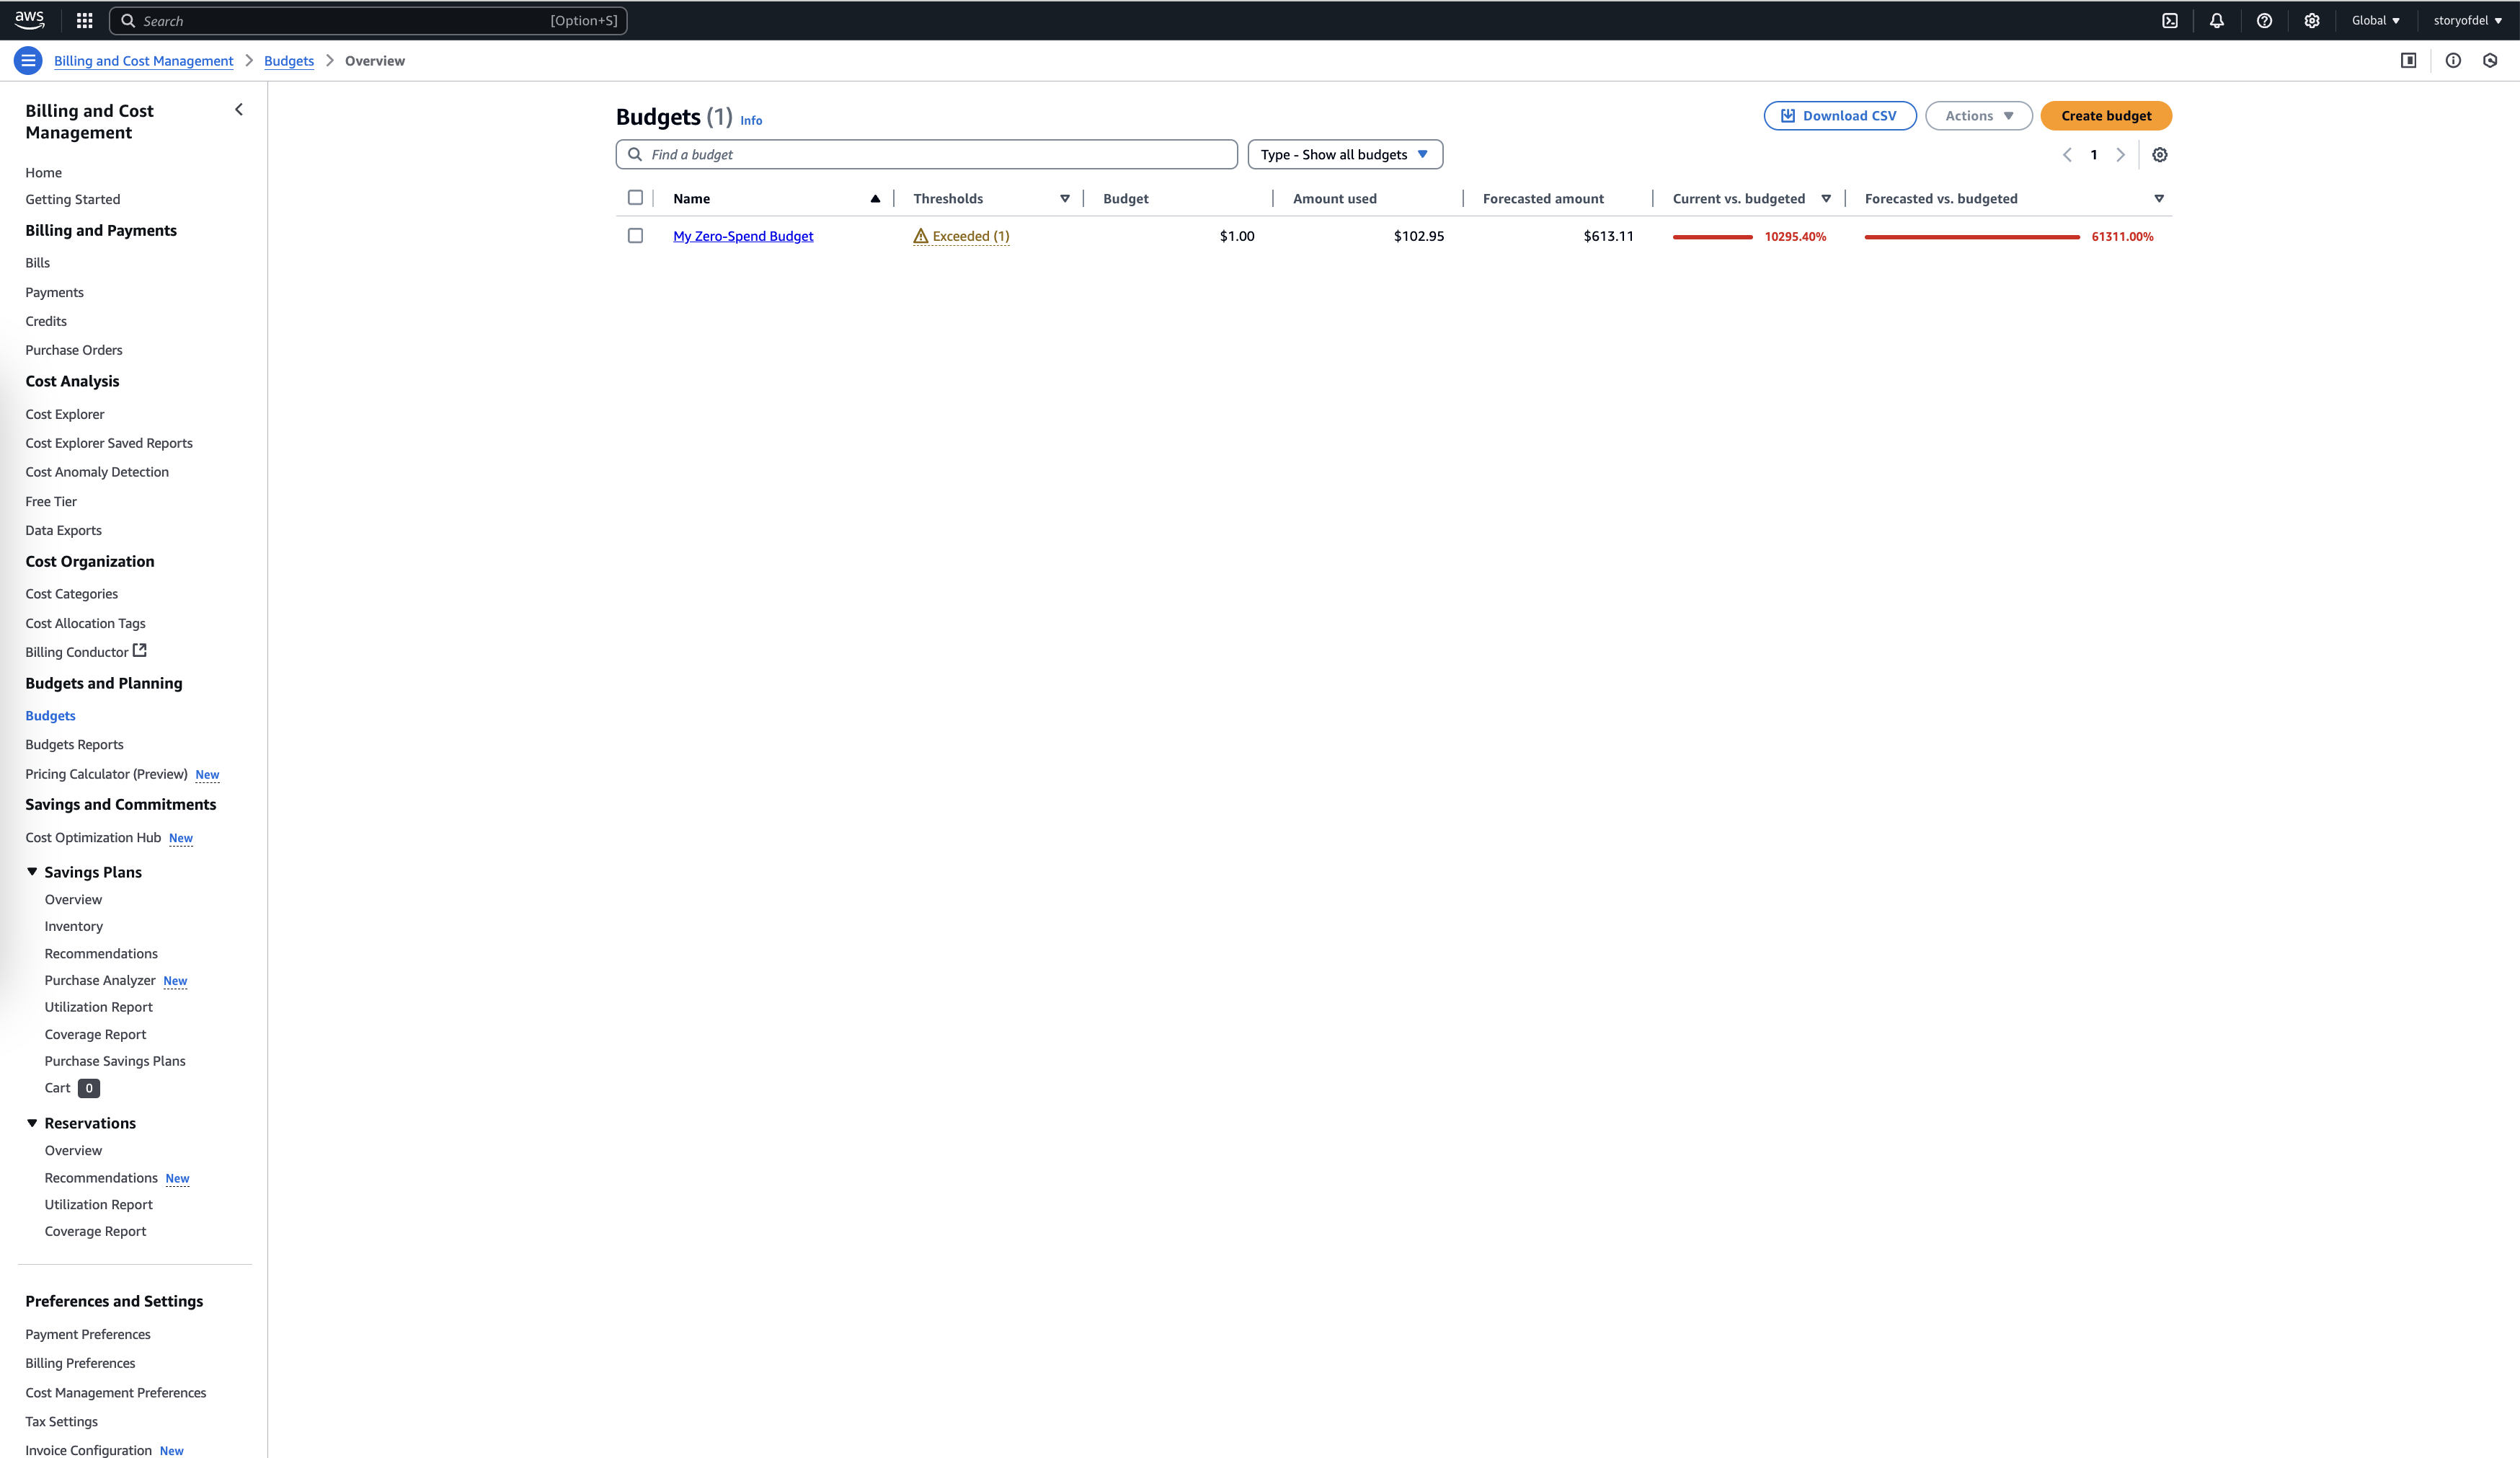 aws
Search
[Option+S]
Global
storyofdel
Billing and Cost Management
Budgets
Overview
Billing and Cost
Management
Home
Getting Started
Billing and Payments
Bills
Payments
Credits
Purchase Orders
Cost Analysis
Cost Explorer
Cost Explorer Saved Reports
Cost Anomaly Detection
Free Tier
Data Exports
Cost Organization
Cost Categories
Cost Allocation Tags
Billing Conductor
Budgets and Planning
Budgets
Budgets Reports
Pricing Calculator (Preview) New
Savings and Commitments
Cost Optimization Hub New
Savings Plans
Overview
Inventory
Recommendations
Purchase Analyzer New
Utilization Report
Coverage Report
Purchase Savings Plans
Cart 0
Reservations
Overview
Recommendations New
Utilization Report
Coverage Report
Preferences and Settings
Payment Preferences
Billing Preferences
Cost Management Preferences
Tax Settings
Invoice Configuration New
Budgets (1) Info
Download CSV
Actions
Create budget
Find a budget
Type - Show all budgets
1
Name Thresholds Budget Amount used Forecasted amount Current vs. budgeted Forecasted vs. budgeted
My Zero-Spend Budget Exceeded (1) $1.00 $102.95 $613.11 10295.40% 61311.00%